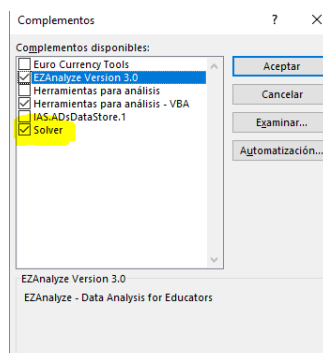 Complementos ? ×
Complementos disponibles:
Euro Currency Tools
EZAnalyze Version 3.0
Herramientas para análisis
Herramientas para análisis - VBA
IAS.ADsDataStore.1
Solver
Aceptar
Cancelar
Examinar...
Automatización...
EZAnalyze Version 3.0
EZAnalyze - Data Analysis for Educators